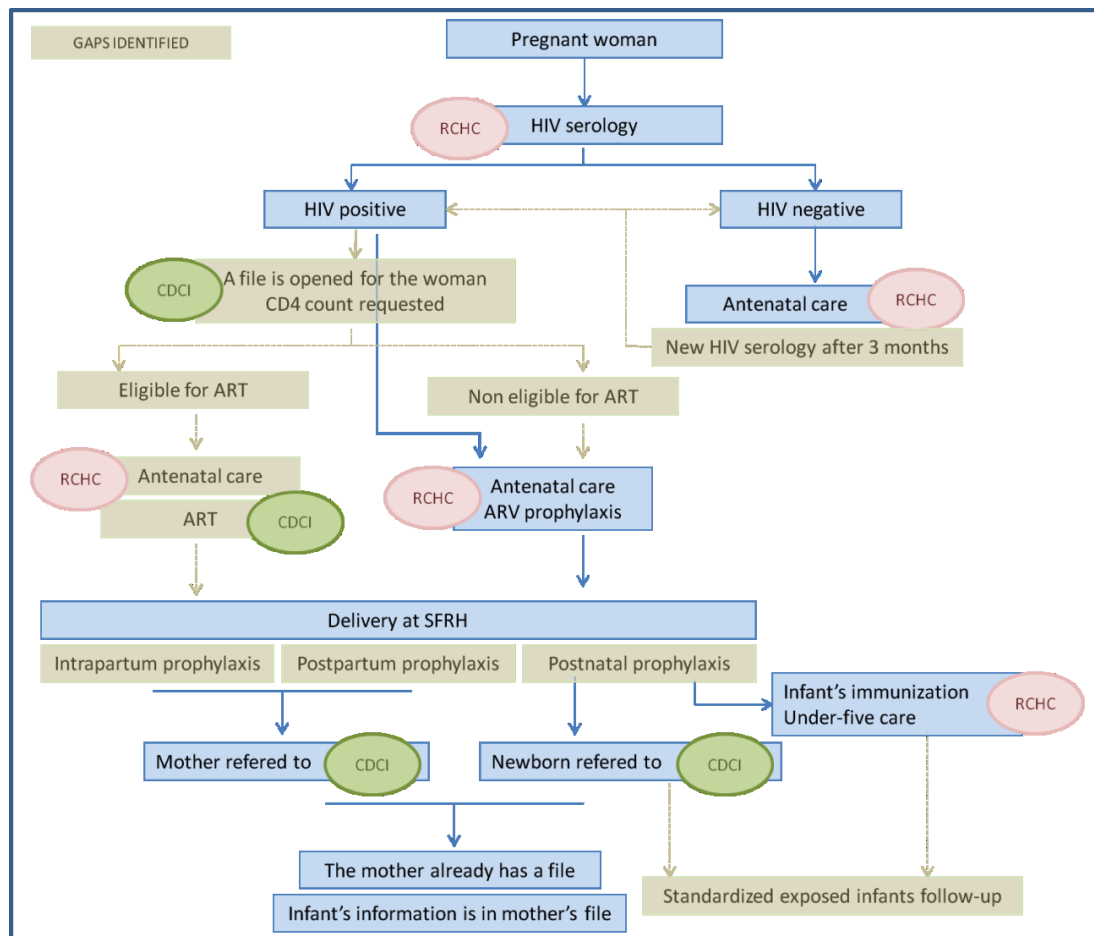 GAPS IDENTIFIED
Pregnant woman
RCHC
HIV serology
HIV positive
HIV negative
CDCI
A file is opened for the woman
CD4 count requested
Antenatal care
RCHC
New HIV serology after 3 months
Eligible for ART
Non eligible for ART
RCHC
Antenatal care
ART
CDCI
RCHC
Antenatal care
ARV prophylaxis
Delivery at SFRH
Intrapartum prophylaxis
Postpartum prophylaxis
Postnatal prophylaxis
Infant's immunization
Under-five care
RCHC
Mother refered to
CDCI
Newborn refered to
CDCI
The mother already has a file
Infant's information is in mother's file
Standardized exposed infants follow-up